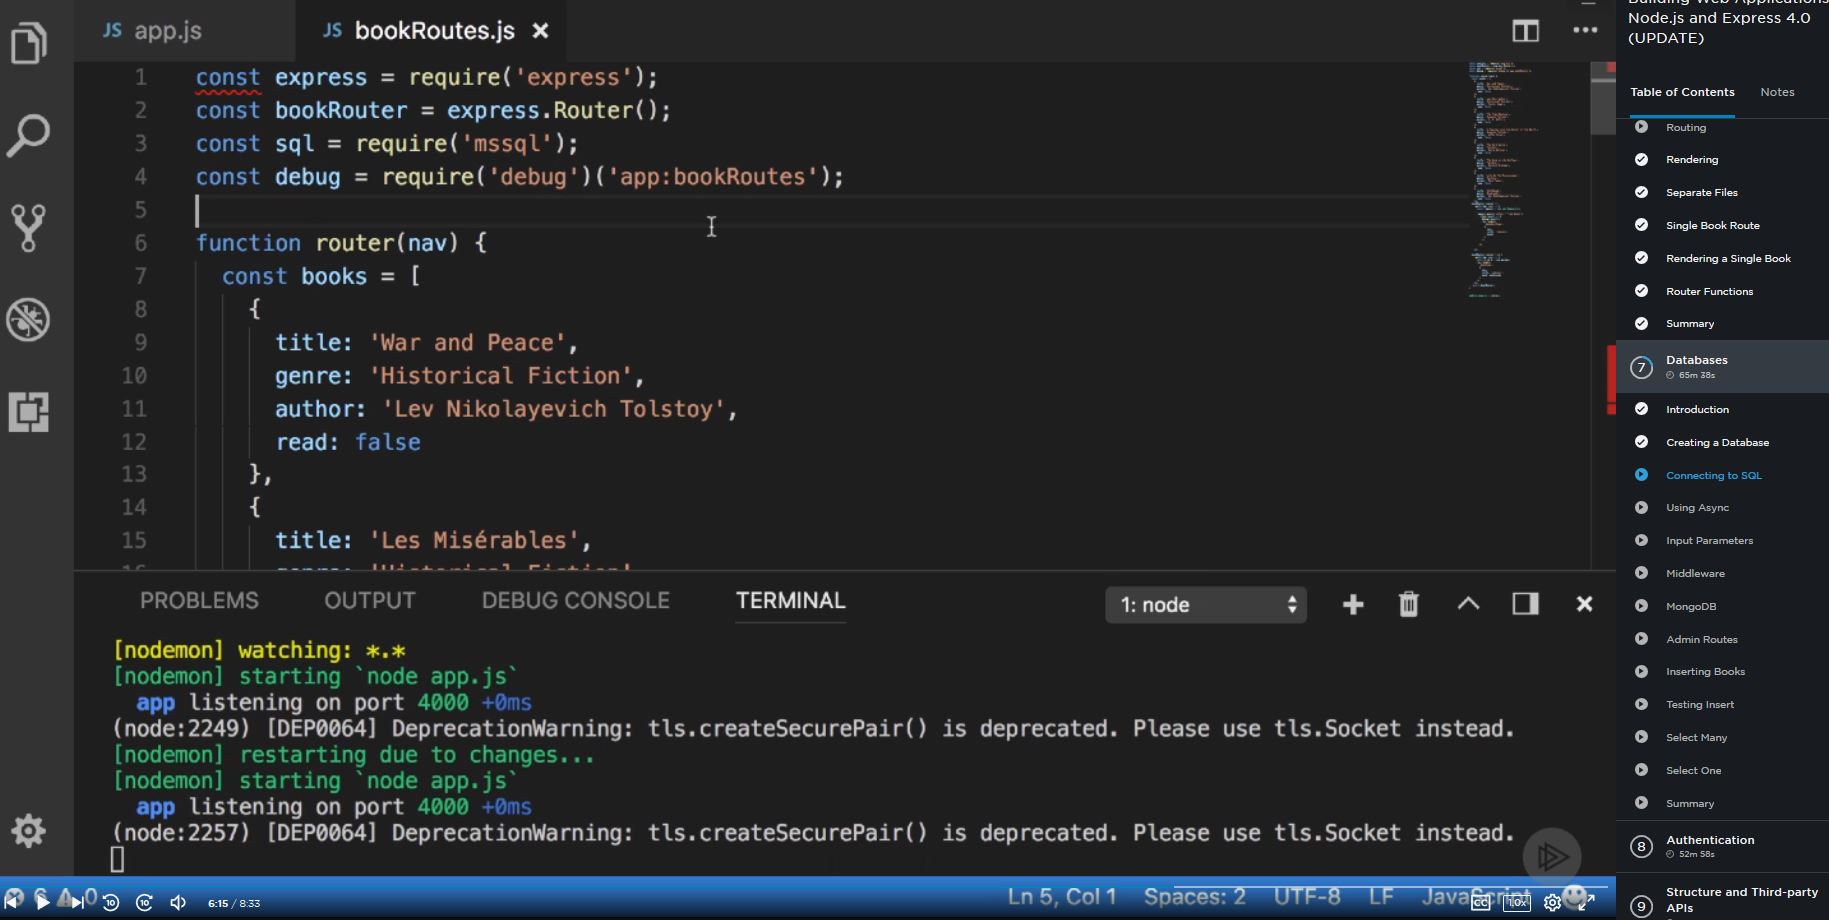 JS app.js
JS bookRoutes.js ×
1 const express = require('express');
2 const bookRouter = express.Router();
3 const sql = require('mssql');
4 const debug = require('debug')('app:bookRoutes');
5
6 function router(nav) {
7 const books = [
8 {
9 title: 'War and Peace',
10 genre: 'Historical Fiction',
11 author: 'Lev Nikolayevich Tolstoy',
12 read: false
13 },
14 {
15 title: 'Les Misérables',
PROBLEMS OUTPUT DEBUG CONSOLE TERMINAL 1: node
[nodemon] watching: *.*
[nodemon] starting `node app.js`
app listening on port 4000 +0ms
(node:2249) [DEP0064] DeprecationWarning: tls.createSecurePair() is deprecated. Please use tls.Socket instead.
[nodemon] restarting due to changes...
[nodemon] starting `node app.js`
app listening on port 4000 +0ms
(node:2257) [DEP0064] DeprecationWarning: tls.createSecurePair() is deprecated. Please use tls.Socket instead.
6 0 6:15 / 8:33 Ln 5, Col 1 Spaces: 2 UTF-8 LF JavaScript CC 1.0x
10 10
Building Web Applications
Node.js and Express 4.0
(UPDATE)
Table of Contents Notes
Routing
Rendering
Separate Files
Single Book Route
Rendering a Single Book
Router Functions
Summary
7 Databases
65m 38s
Introduction
Creating a Database
Connecting to SQL
Using Async
Input Parameters
Middleware
MongoDB
Admin Routes
Inserting Books
Testing Insert
Select Many
Select One
Summary
8 Authentication
52m 58s
9 Structure and Third-party
APIs